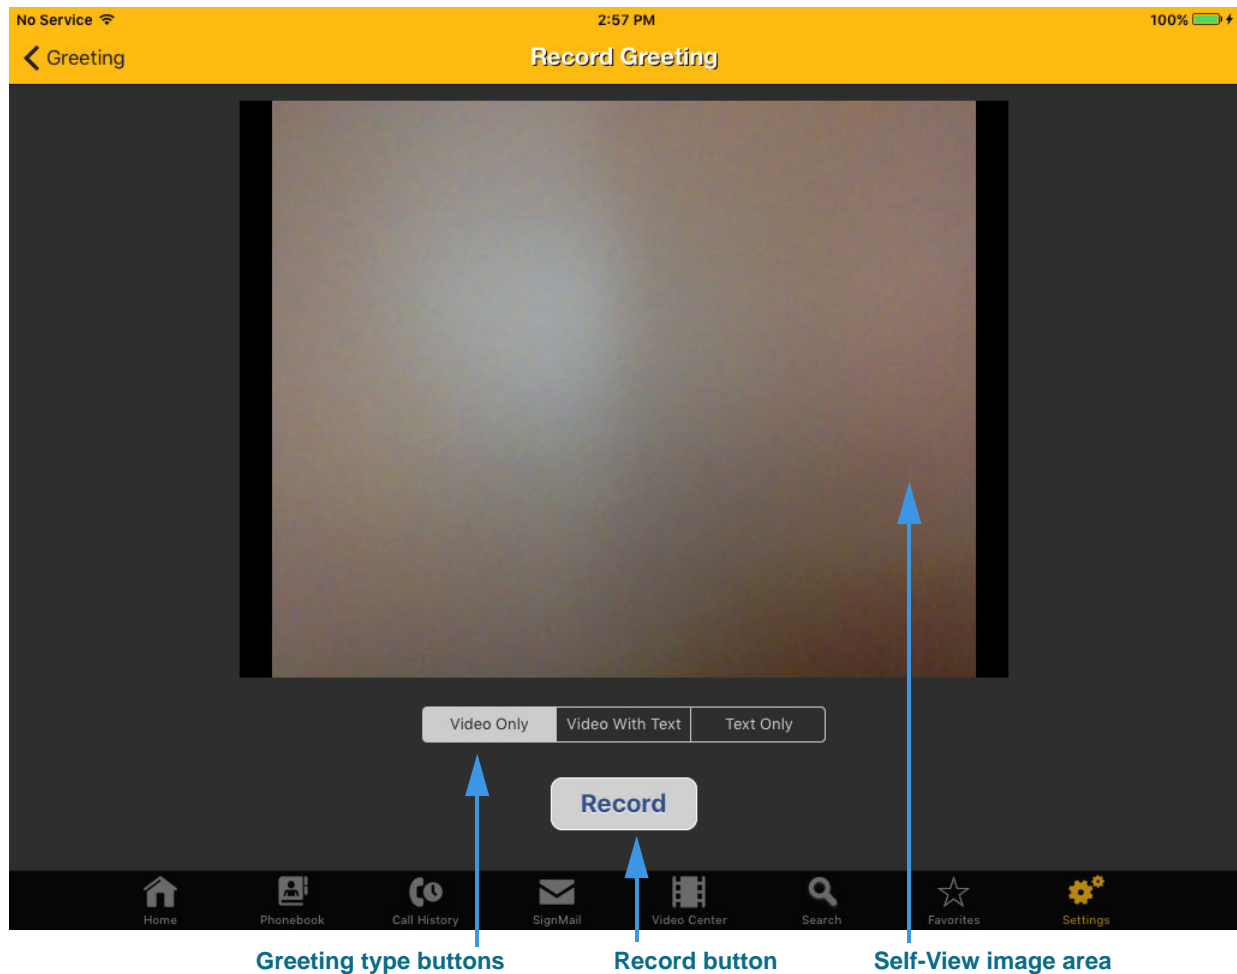 No Service 2:57 PM 100%
Greeting Record Greeting
Video Only Video With Text Text Only
Record
Home Phonebook Call History SignMail Video Center Search Favorites Settings
Greeting type buttons Record button Self-View image area